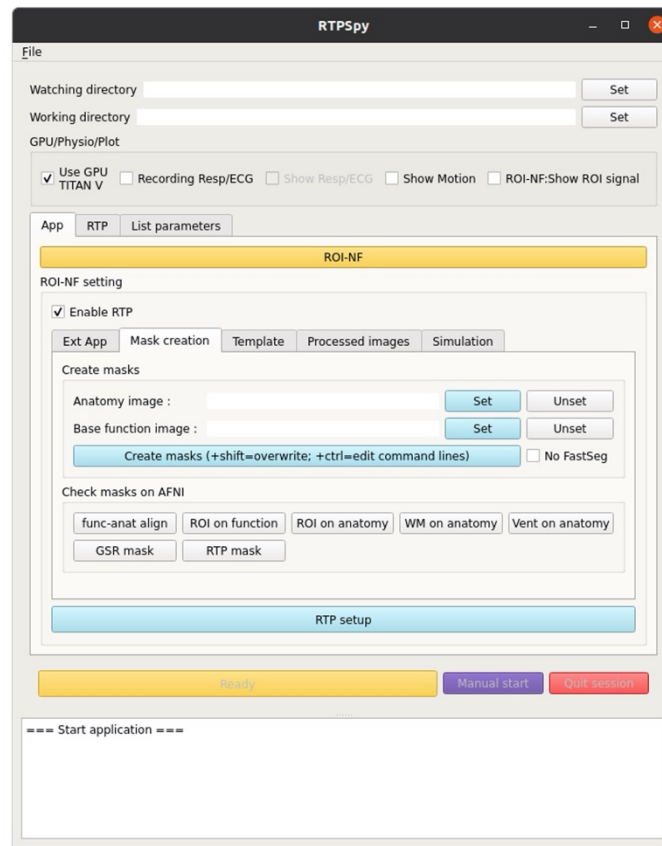 RTPSpy
File
Watching directory Set
Working directory Set
GPU/Physio/Plot
Use GPU
TITAN V
Recording Resp/ECG Show Resp/ECG Show Motion ROI-NF:Show ROI signal
App RTP List parameters
ROI-NF
ROI-NF setting
Enable RTP
Ext App Mask creation Template Processed images Simulation
Create masks
Anatomy image : Set Unset
Base function image : Set Unset
Create masks (+shift=overwrite; +ctrl=edit command lines) No FastSeg
Check masks on AFNI
func-anat align ROI on function ROI on anatomy WM on anatomy Vent on anatomy
GSR mask RTP mask
RTP setup
Ready Manual start Quit session
=== Start application ===